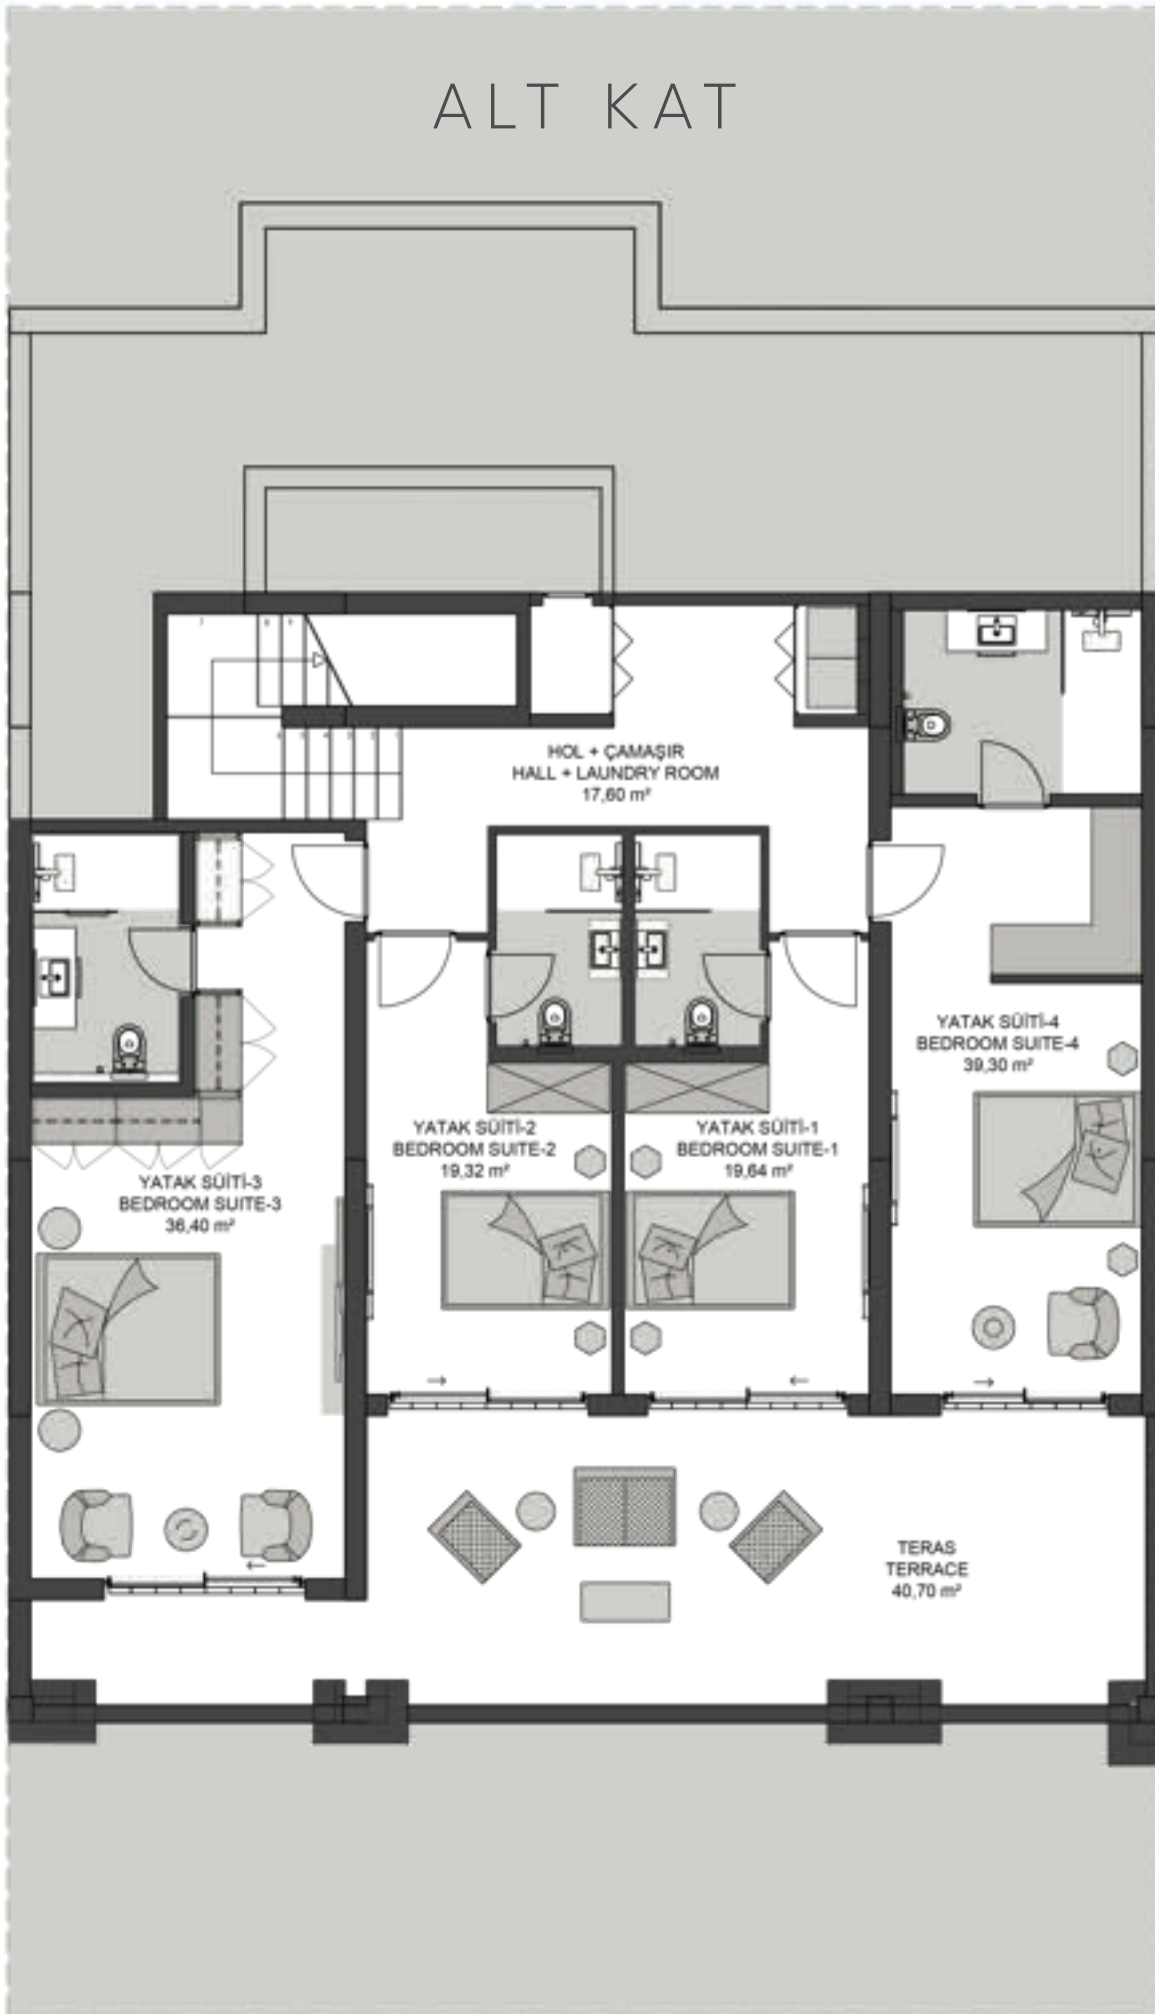 ALT KAT
HOL + ÇAMAŞIR
HALL + LAUNDRY ROOM
17,60 m²
YATAK SÜİTİ-4
BEDROOM SUITE-4
39,30 m²
YATAK SÜİTİ-2
BEDROOM SUITE-2
19,32 m²
YATAK SÜİTİ-1
BEDROOM SUITE-1
19,64 m²
YATAK SÜİTİ-3
BEDROOM SUITE-3
36,40 m²
TERAS
TERRACE
40,70 m²